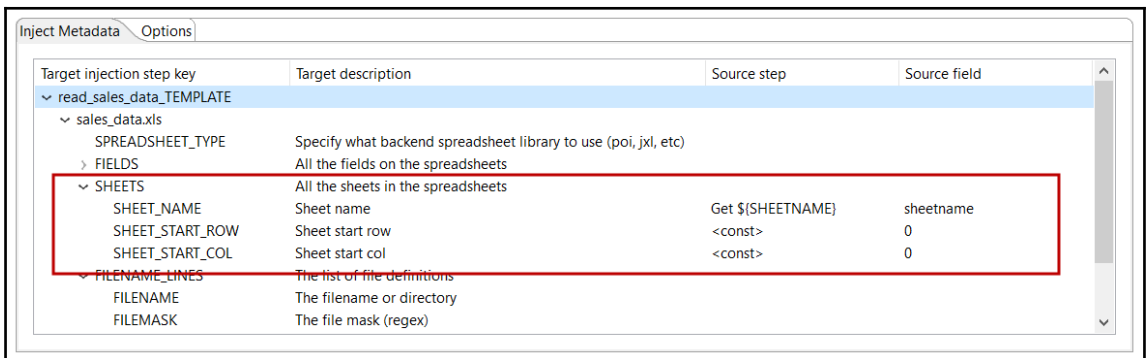 Inject Metadata Options
Target injection step key Target description Source step Source field
read_sales_data_TEMPLATE
sales_data.xls
SPREADSHEET_TYPE Specify what backend spreadsheet library to use (poi, jxl, etc)
FIELDS All the fields on the spreadsheets
SHEETS All the sheets in the spreadsheets
SHEET_NAME Sheet name Get ${SHEETNAME} sheetname
SHEET_START_ROW Sheet start row <const> 0
SHEET_START_COL Sheet start col <const> 0
FILENAME_LINES The list of file definitions
FILENAME The filename or directory
FILEMASK The file mask (regex)